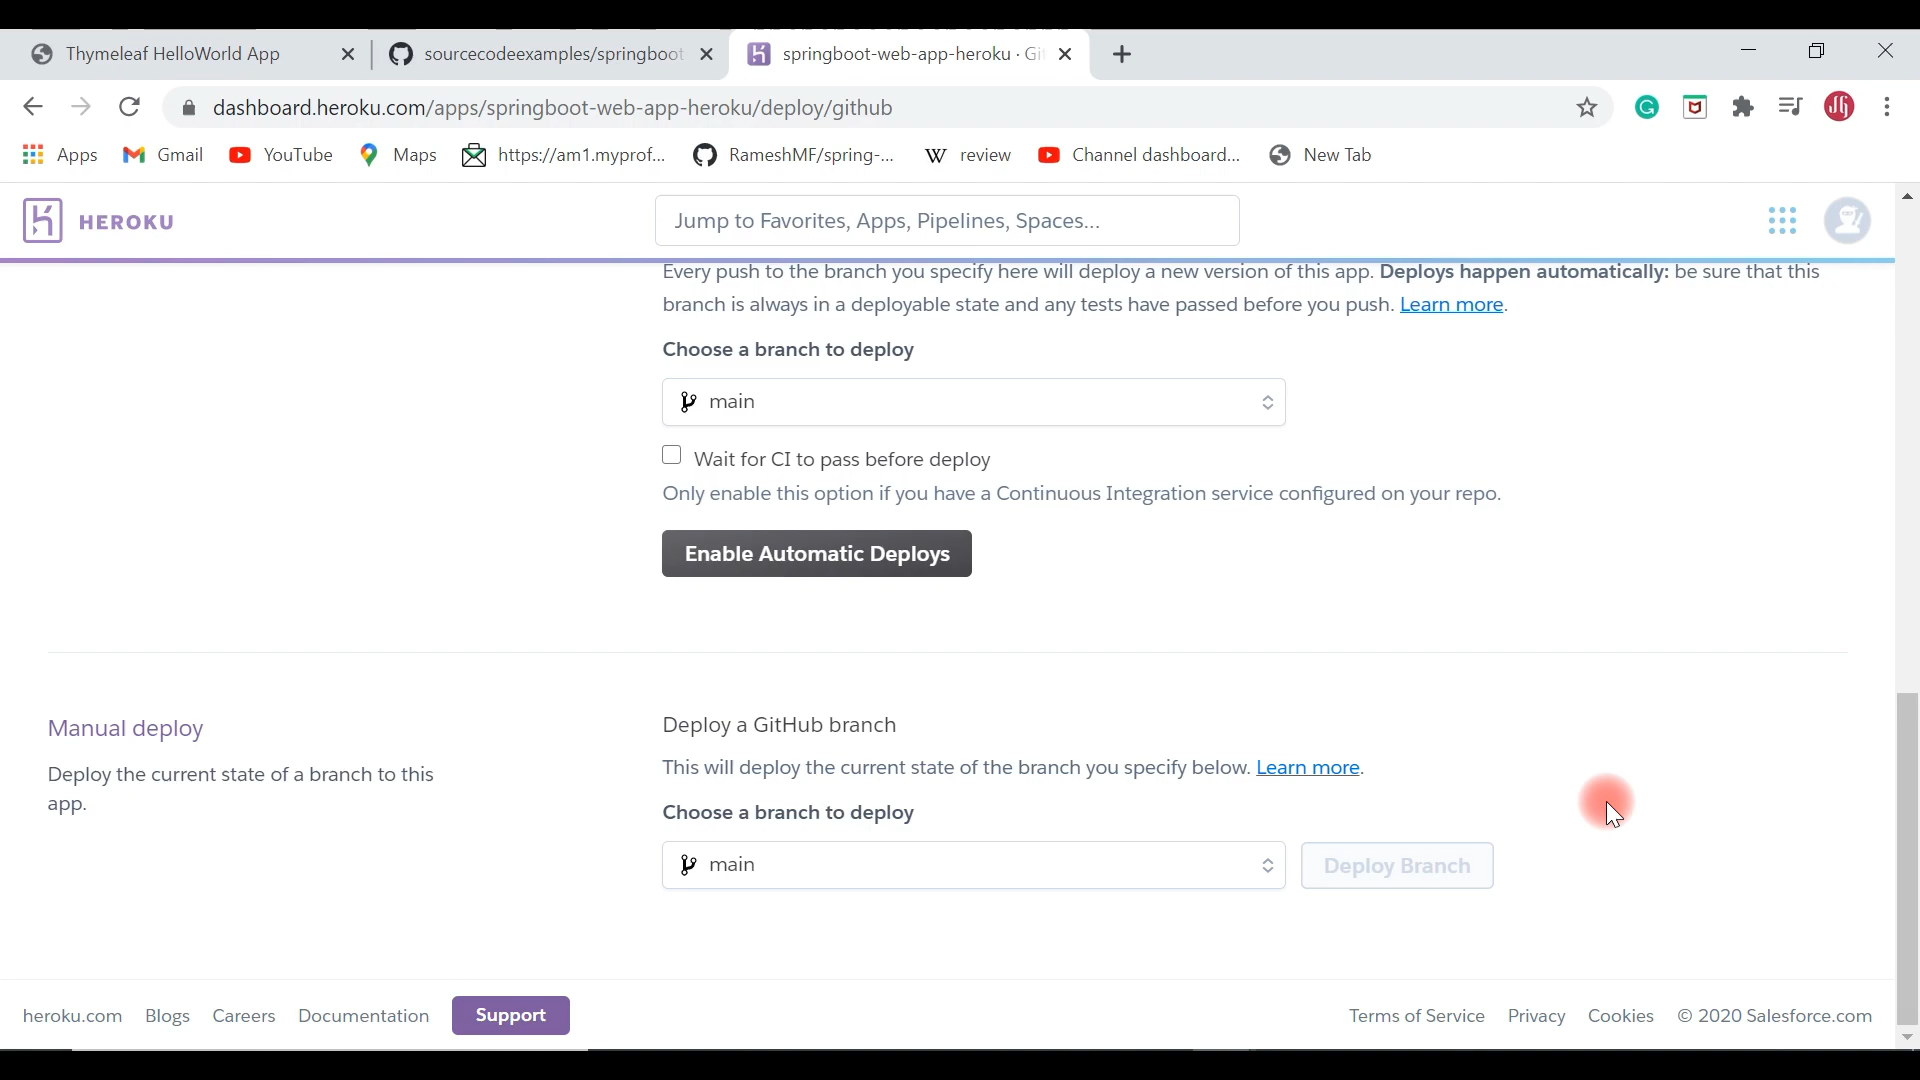 Thymeleaf HelloWorld App
sourcecodeexamples/springboot
springboot-web-app-heroku · Git
dashboard.heroku.com/apps/springboot-web-app-heroku/deploy/github
Apps
Gmail
YouTube
Maps
https://am1.myprof...
RameshMF/spring-...
review
Channel dashboard...
New Tab
HEROKU
Jump to Favorites, Apps, Pipelines, Spaces...
Every push to the branch you specify here will deploy a new version of this app. Deploys happen automatically: be sure that this
branch is always in a deployable state and any tests have passed before you push. Learn more.
Choose a branch to deploy
main
Wait for CI to pass before deploy
Only enable this option if you have a Continuous Integration service configured on your repo.
Enable Automatic Deploys
Manual deploy
Deploy the current state of a branch to this
app.
Deploy a GitHub branch
This will deploy the current state of the branch you specify below. Learn more.
Choose a branch to deploy
main
Deploy Branch
heroku.com
Blogs
Careers
Documentation
Support
Terms of Service
Privacy
Cookies
© 2020 Salesforce.com